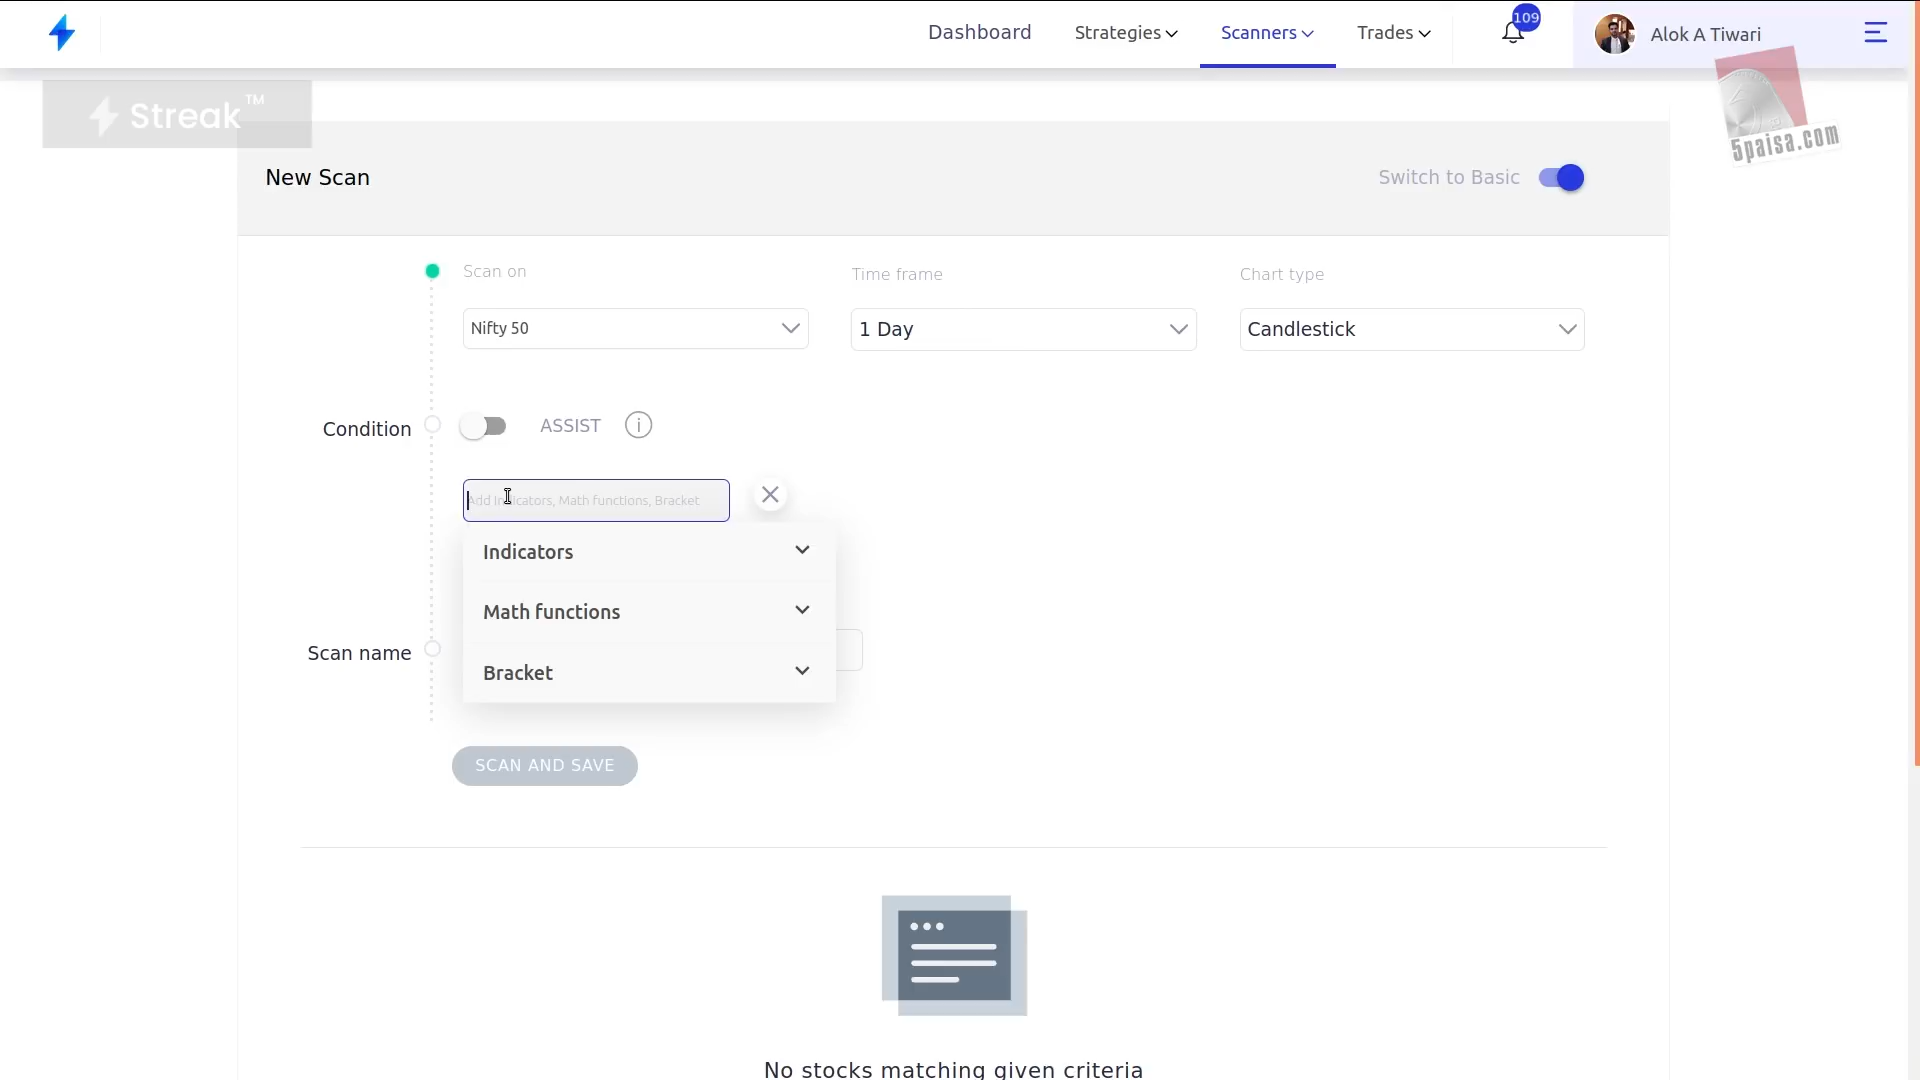 Dashboard Strategies Scanners Trades 109 Alok A Tiwari
Streak™
5paisa.com
New Scan Switch to Basic
Scan on Time frame Chart type
Nifty 50 1 Day Candlestick
Condition ASSIST i
Add Indicators, Math functions, Bracket
Indicators
Math functions
Scan name
Bracket
SCAN AND SAVE
No stocks matching given criteria